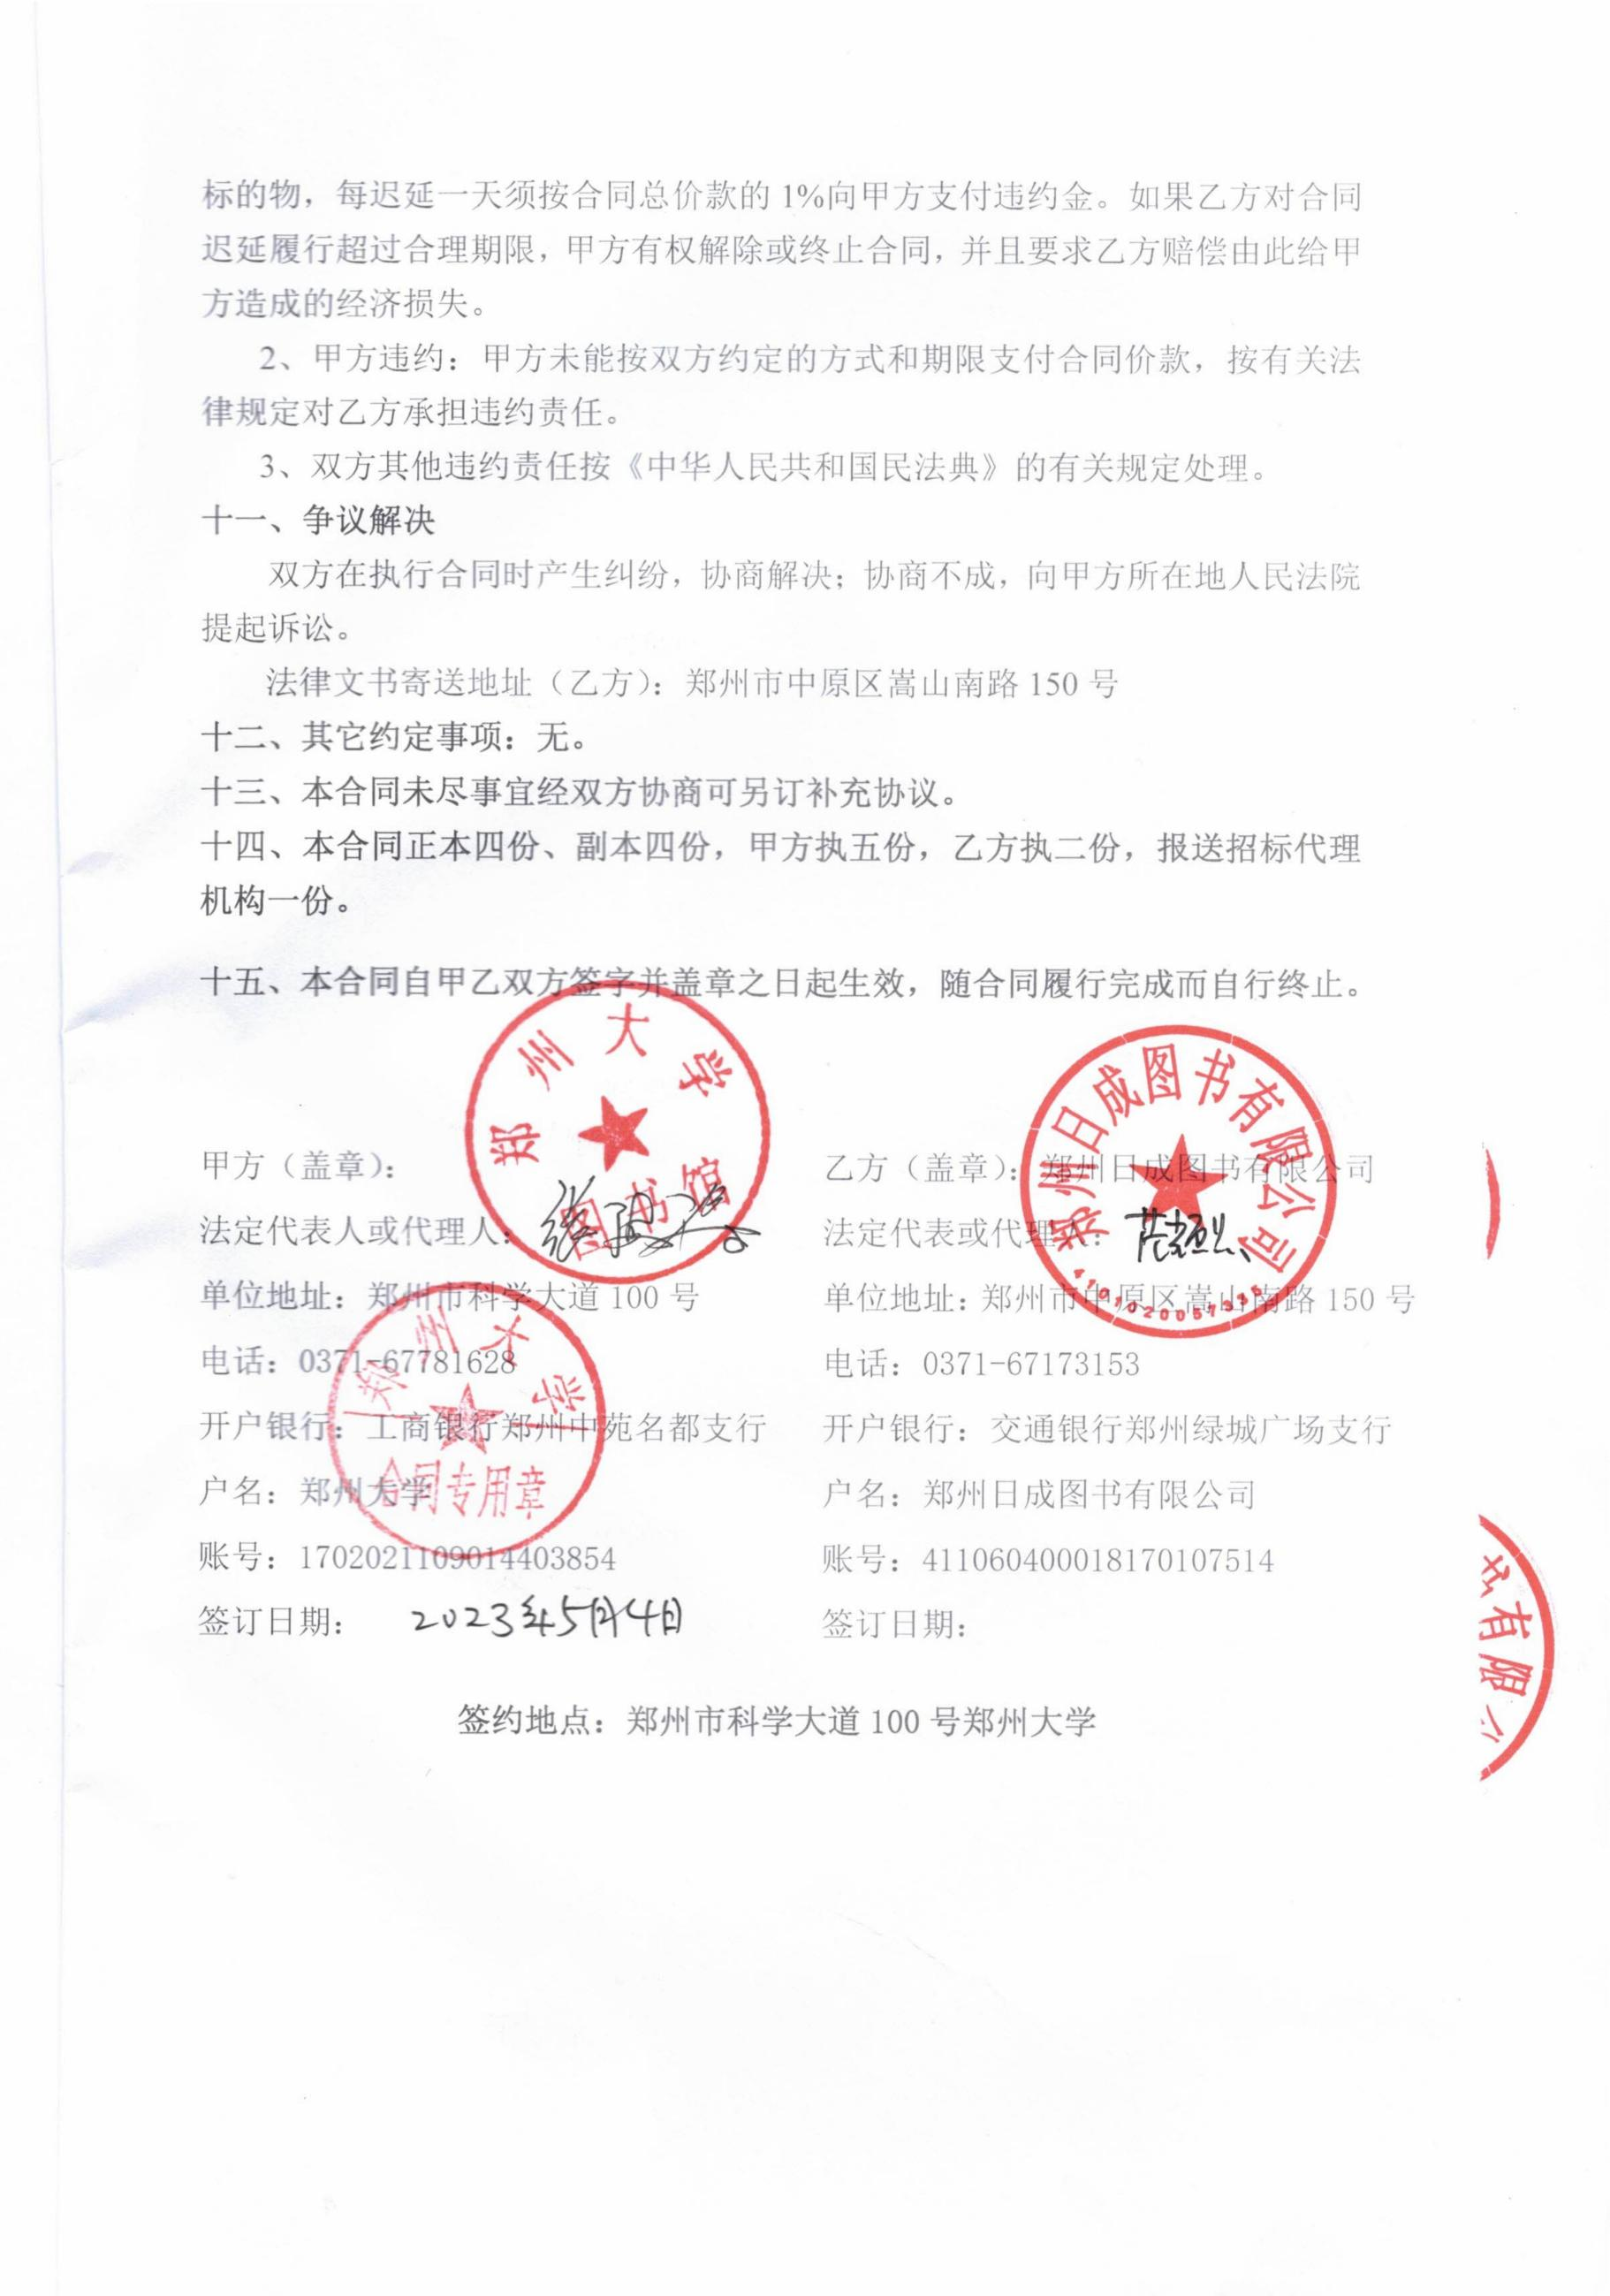 标的物，每迟延一天须按合同总价款的 1%向甲方支付违约金。如果乙方对合同
迟延履行超过合理期限，甲方有权解除或终止合同，并且要求乙方赔偿由此给甲
方造成的经济损失。
2、甲方违约：甲方未能按双方约定的方式和期限支付合同价款，按有关法
律规定对乙方承担违约责任。
3、双方其他违约责任按《中华人民共和国民法典》的有关规定处理。
十一、争议解决
双方在执行合同时产生纠纷，协商解决；协商不成，向甲方所在地人民法院
提起诉讼。
法律文书寄送地址（乙方）：郑州市中原区嵩山南路 150 号
十二、其它约定事项：无。
十三、本合同未尽事宜经双方协商可另订补充协议。
十四、本合同正本四份、副本四份，甲方执五份，乙方执二份，报送招标代理
机构一份。
十五、本合同自甲乙双方签字并盖章之日起生效，随合同履行完成而自行终止。
郑州大学
图书馆
郑州日成图书有限公司
甲方（盖章）：
乙方（盖章）：郑州日成图书有限公司
法定代表人或代理人：
法定代表或代理人：
单位地址：郑州市科学大道 100 号
单位地址：郑州市中原区嵩山南路 150 号
电话：0371-67781628
电话：0371-67173153
郑州大学
合同专用章
开户银行：工商银行郑州中苑名都支行
开户银行：交通银行郑州绿城广场支行
户名：郑州大学
户名：郑州日成图书有限公司
账号：1702021109014403854
账号：411060400018170107514
签订日期：2023年5月4日
签订日期：
有限
签约地点：郑州市科学大道 100 号郑州大学